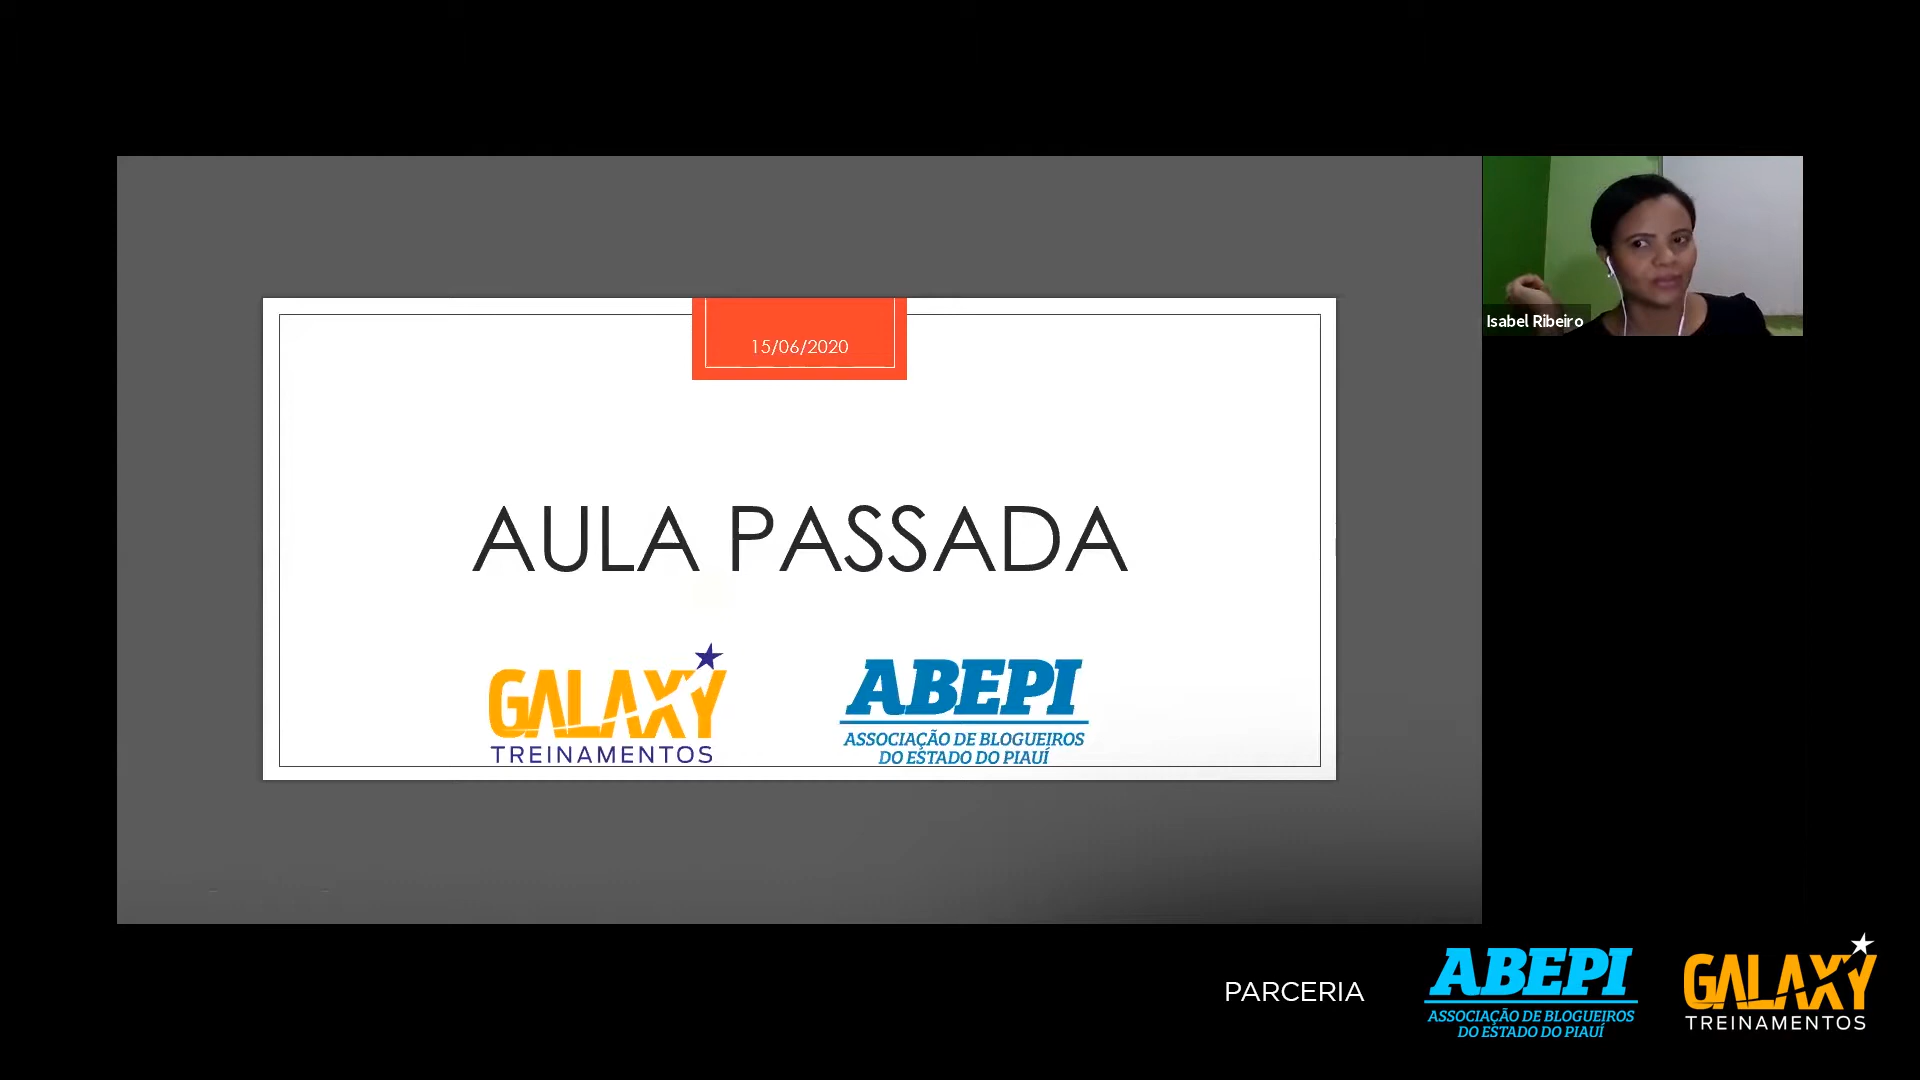 15/06/2020
AULA PASSADA
GALAXY
TREINAMENTOS
ABEPI
ASSOCIAÇÃO DE BLOGUEIROS
DO ESTADO DO PIAUÍ
Isabel Ribeiro
PARCERIA
ABEPI
ASSOCIAÇÃO DE BLOGUEIROS
DO ESTADO DO PIAUÍ
GALAXY
TREINAMENTOS